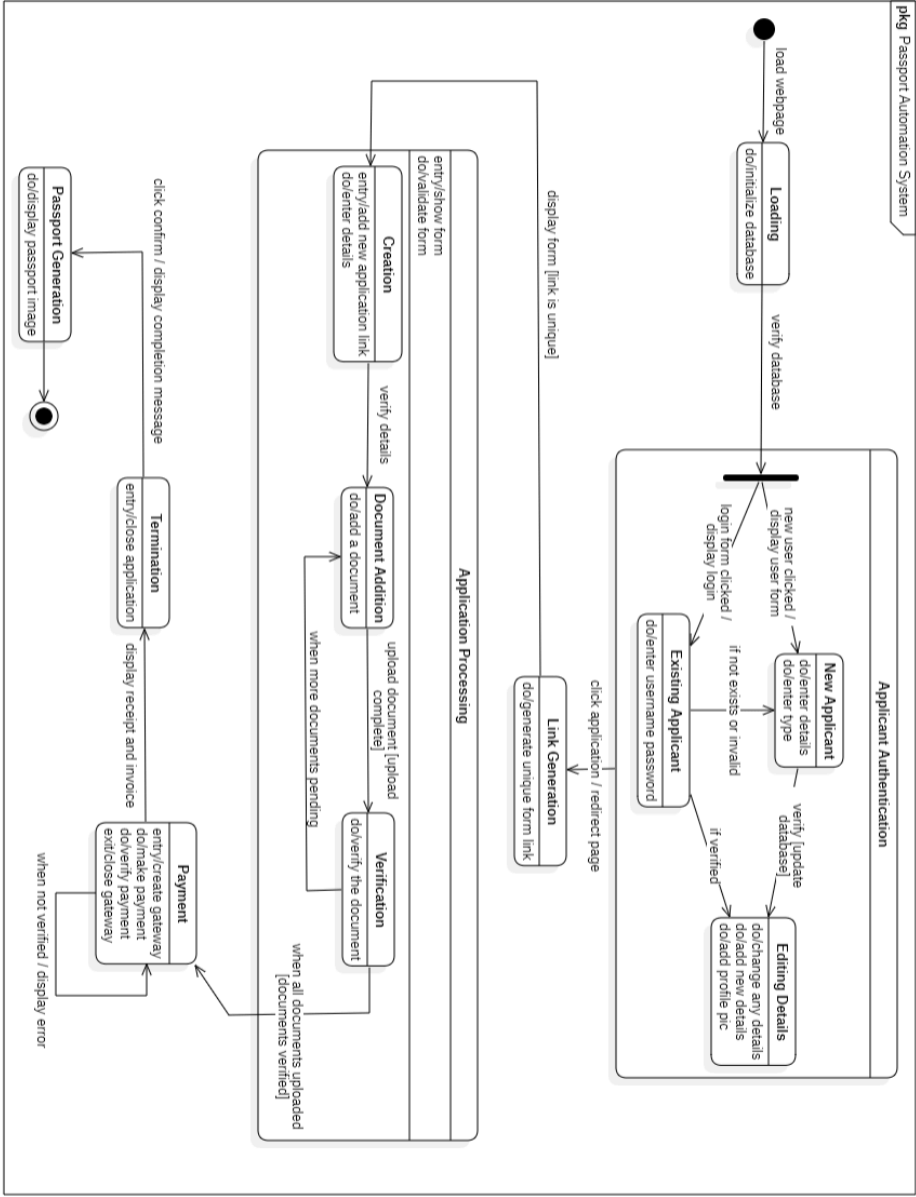 pkg Passport Automation System
load webpage
Loading
do/initialize database
verify database
Applicant Authentication
new user clicked /
display user form
login form clicked /
display login
New Applicant
do/enter details
do/enter type
if not exists or invalid
Existing Applicant
do/enter username password
verify [update
database]
if verified
Editing Details
do/change any details
do/add new details
do/add profile pic
click application / redirect page
Link Generation
do/generate unique form link
display form [link is unique]
Application Processing
entry/show form
do/validate form
Creation
entry/add new application link
do/enter details
verify details
Document Addition
do/add a document
upload document [upload
complete]
Verification
do/verify the document
when more documents pending
when all documents uploaded
[documents verified]
Payment
entry/create gateway
do/make payment
do/verify payment
exit/close gateway
when not verified / display error
display receipt and invoice
Termination
entry/close application
click confirm / display completion message
Passport Generation
do/display passport image